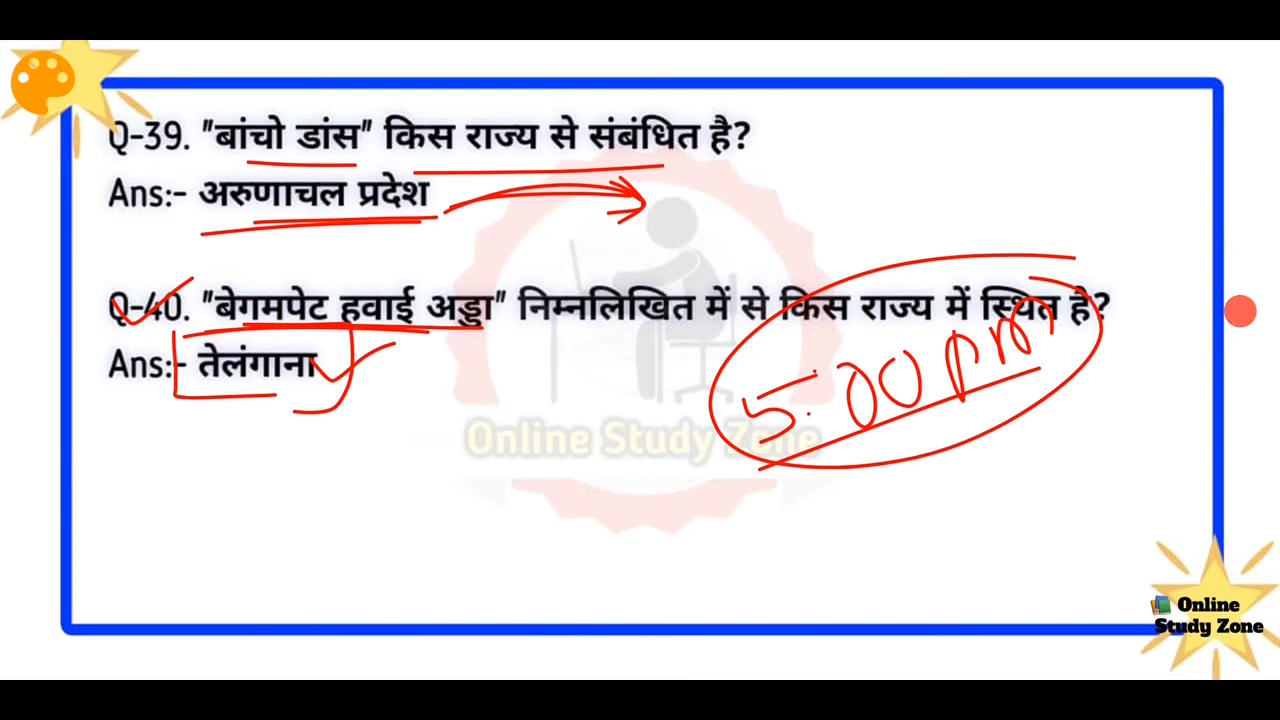 Q-39. "बांचो डांस" किस राज्य से संबंधित है?
Ans:- अरुणाचल प्रदेश
Q-40. "बेगमपेट हवाई अड्डा" निम्नलिखित में से किस राज्य में स्थित है?
Ans:- तेलंगाना
5:00 pm
Online Study Zone
Online
Study Zone